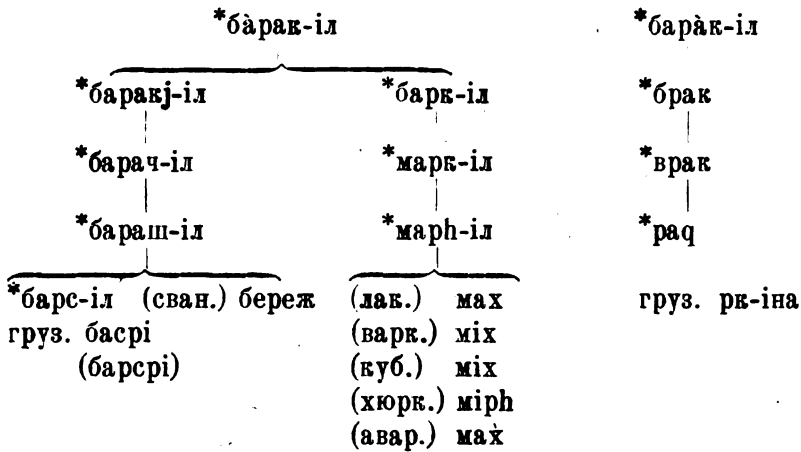 *ба̀рак-іл *бара̀к-іл
*баракј-іл *барк-іл *брак
*барач-іл *марк-іл *врак
*бараш-іл *марh-іл *раq
*барс-іл (сван.) береж (лак.) мах груз. рк-іна
груз. басрі (варк.) міх
(барсрі) (куб.) міх
(хюрк.) мірh
(авар.) мах̀